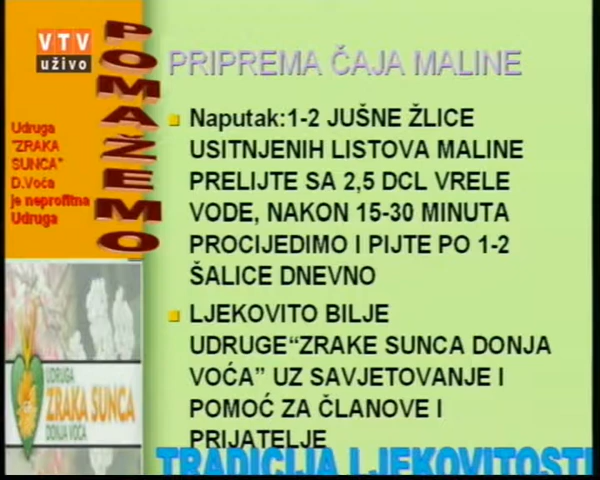 VTV
uživo
POMAŽEMO
Udruga
"ZRAKA
SUNCA"
D.Voća
je neprofitna
Udruga
UDRUGA
ZRAKA SUNCA
DONJA VOĆA
PRIPREMA ČAJA MALINE
Naputak:1-2 JUŠNE ŽLICE
USITNJENIH LISTOVA MALINE
PRELIJTE SA 2,5 DCL VRELE
VODE, NAKON 15-30 MINUTA
PROCIJEDIMO I PIJTE PO 1-2
ŠALICE DNEVNO
LJEKOVITO BILJE
UDRUGE“ZRAKE SUNCA DONJA
VOĆA” UZ SAVJETOVANJE I
POMOĆ ZA ČLANOVE I
PRIJATELJE
TRADICIJA LJEKOVITOSTI